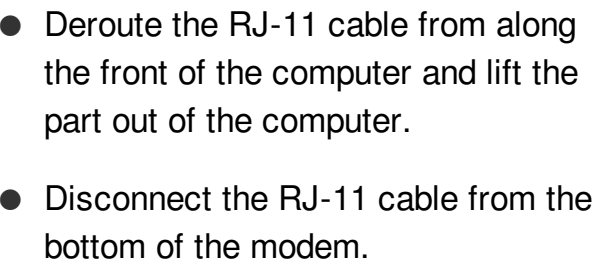 ● Deroute the RJ-11 cable from along
the front of the computer and lift the
part out of the computer.
● Disconnect the RJ-11 cable from the
bottom of the modem.